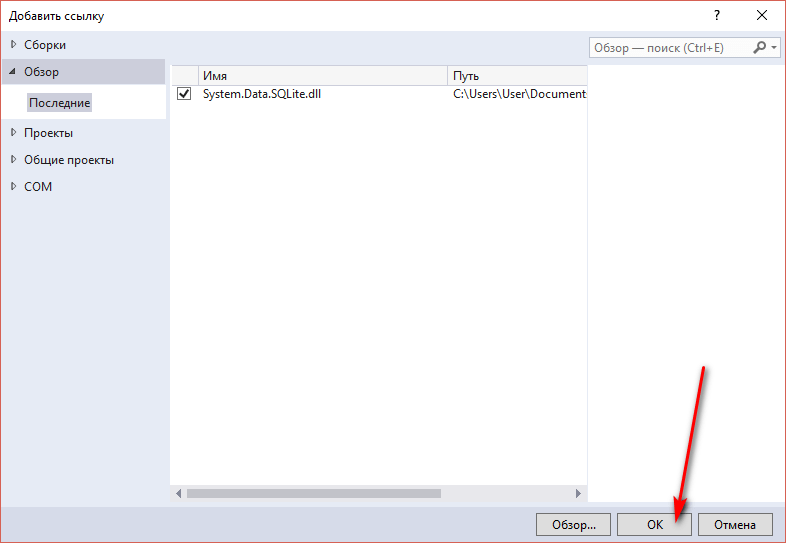 Добавить ссылку
?
Сборки
Обзор
Последние
Проекты
Общие проекты
COM
Обзор — поиск (Ctrl+E)
Имя Путь
System.Data.SQLite.dll C:\Users\User\Document
Обзор... ОК Отмена